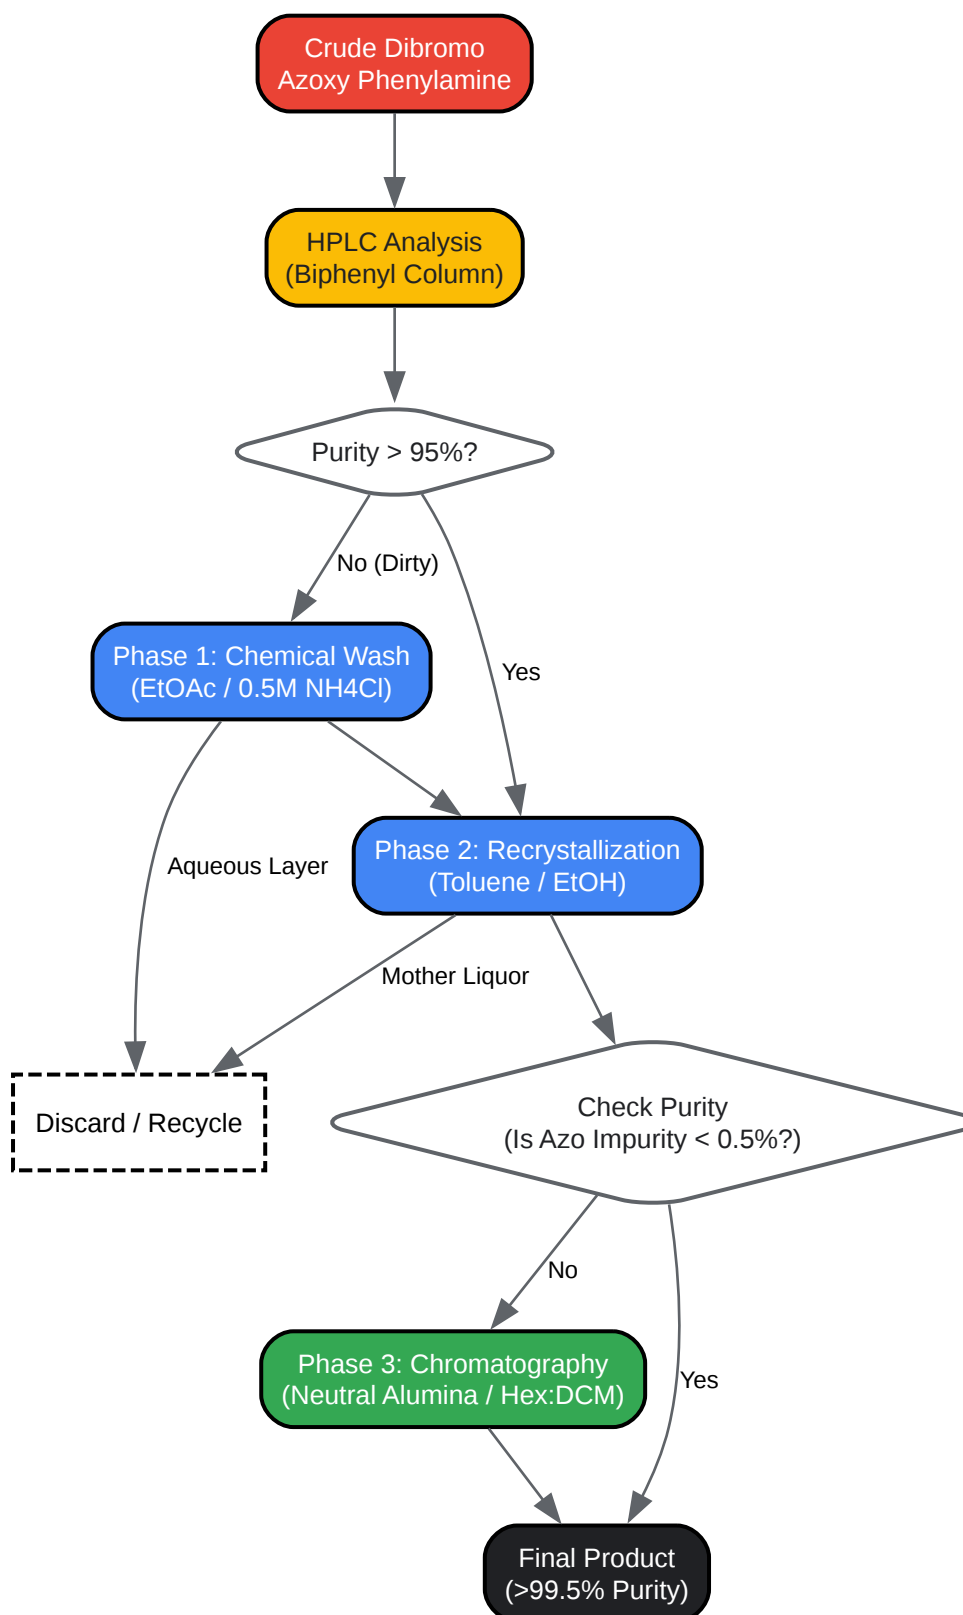 Crude Dibromo
Azoxy Phenylamine
HPLC Analysis
(Biphenyl Column)
Purity > 95%?
No (Dirty)
Phase 1: Chemical Wash
(EtOAc / 0.5M NH4Cl)
Yes
Phase 2: Recrystallization
(Toluene / EtOH)
Aqueous Layer
Mother Liquor
Discard / Recycle
Check Purity
(Is Azo Impurity < 0.5%?)
No
Phase 3: Chromatography
(Neutral Alumina / Hex:DCM)
Yes
Final Product
(>99.5% Purity)